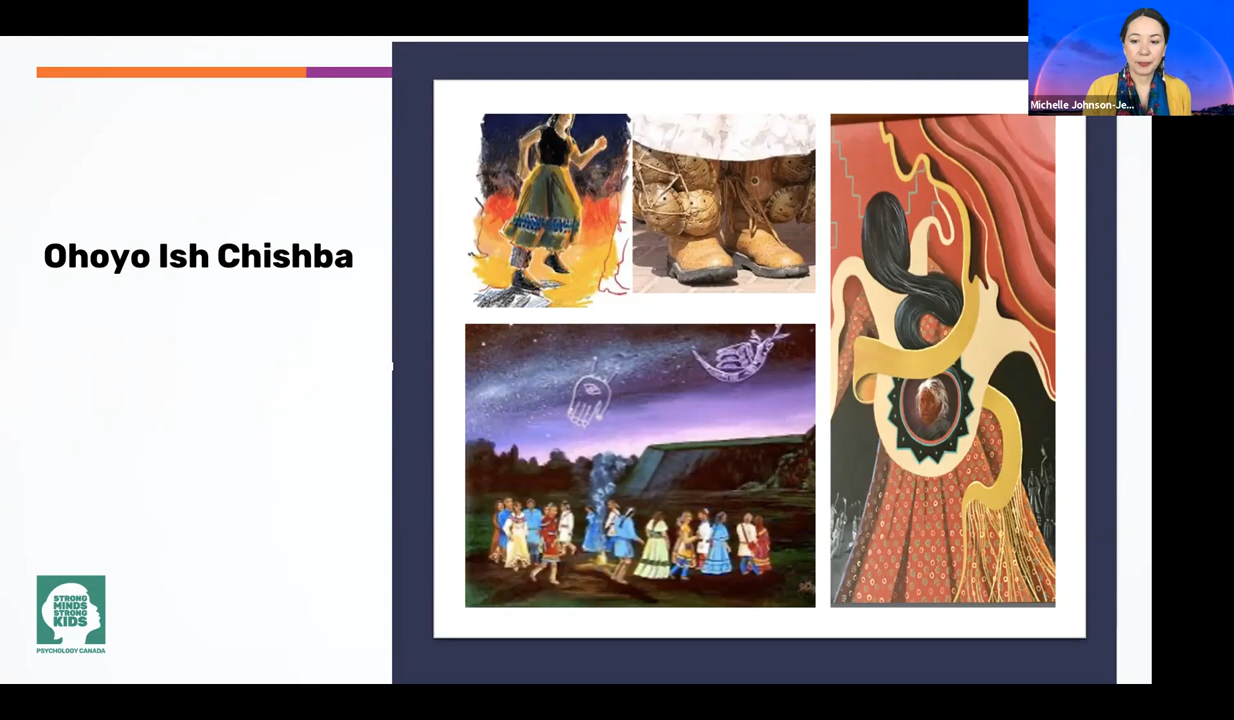 Michelle Johnson-Je...
Ohoyo Ish Chishba
STRONG
MINDS
STRONG
KIDS
PSYCHOLOGY CANADA